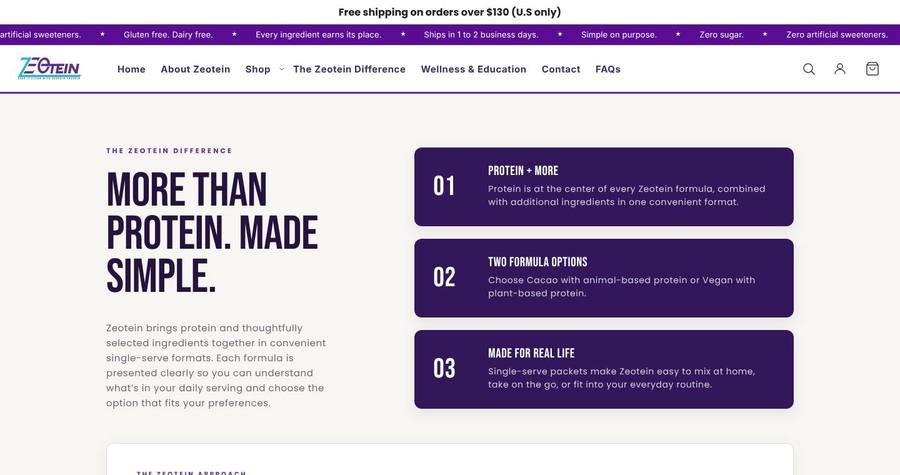 Free shipping on orders over $130 (U.S only)
artificial sweeteners. ★ Gluten free. Dairy free. ★ Every ingredient earns its place. ★ Ships in 1 to 2 business days. ★ Simple on purpose. ★ Zero sugar. ★ Zero artificial sweeteners.
ZEOTEIN
Home About Zeotein Shop The Zeotein Difference Wellness & Education Contact FAQs
THE ZEOTEIN DIFFERENCE
MORE THAN
PROTEIN. MADE
SIMPLE.
Zeotein brings protein and thoughtfully
selected ingredients together in convenient
single-serve formats. Each formula is
presented clearly so you can understand
what's in your daily serving and choose the
option that fits your preferences.
01
PROTEIN + MORE
Protein is at the center of every Zeotein formula, combined
with additional ingredients in one convenient format.
02
TWO FORMULA OPTIONS
Choose Cacao with animal-based protein or Vegan with
plant-based protein.
03
MADE FOR REAL LIFE
Single-serve packets make Zeotein easy to mix at home,
take on the go, or fit into your everyday routine.
THE ZEOTEIN APPROACH